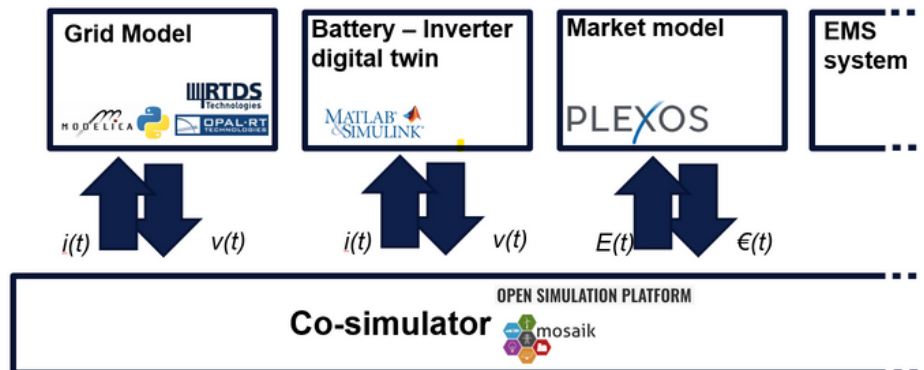 Grid Model
RTDS
Technologies
MODELICA
OPAL-RT
TECHNOLOGIES
Battery – Inverter
digital twin
MATLAB®
&SIMULINK®
Market model
PLEXOS
EMS
system
i(t)
v(t)
i(t)
v(t)
E(t)
€(t)
Co-simulator
OPEN SIMULATION PLATFORM
mosaik